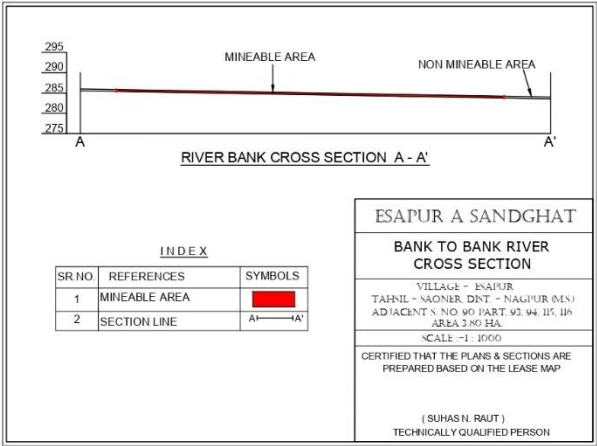 295
290
285
280
275
MINEABLE AREA
NON MINEABLE AREA
A
A'
RIVER BANK CROSS SECTION A - A'
INDEX
SR.NO. REFERENCES SYMBOLS
1 MINEABLE AREA
2 SECTION LINE A A'
ESAPUR A SANDGHAT
BANK TO BANK RIVER
CROSS SECTION
VILLAGE - ESAPUR
TAHSIL - SAONER, DIST. - NAGPUR (M.S.)
ADJACENT S. NO. 90 PART, 93, 94, 115, 116
AREA 3.80 HA.
SCALE :-1 : 1000
CERTIFIED THAT THE PLANS & SECTIONS ARE
PREPARED BASED ON THE LEASE MAP
( SUHAS N. RAUT )
TECHNICALLY QUALIFIED PERSON